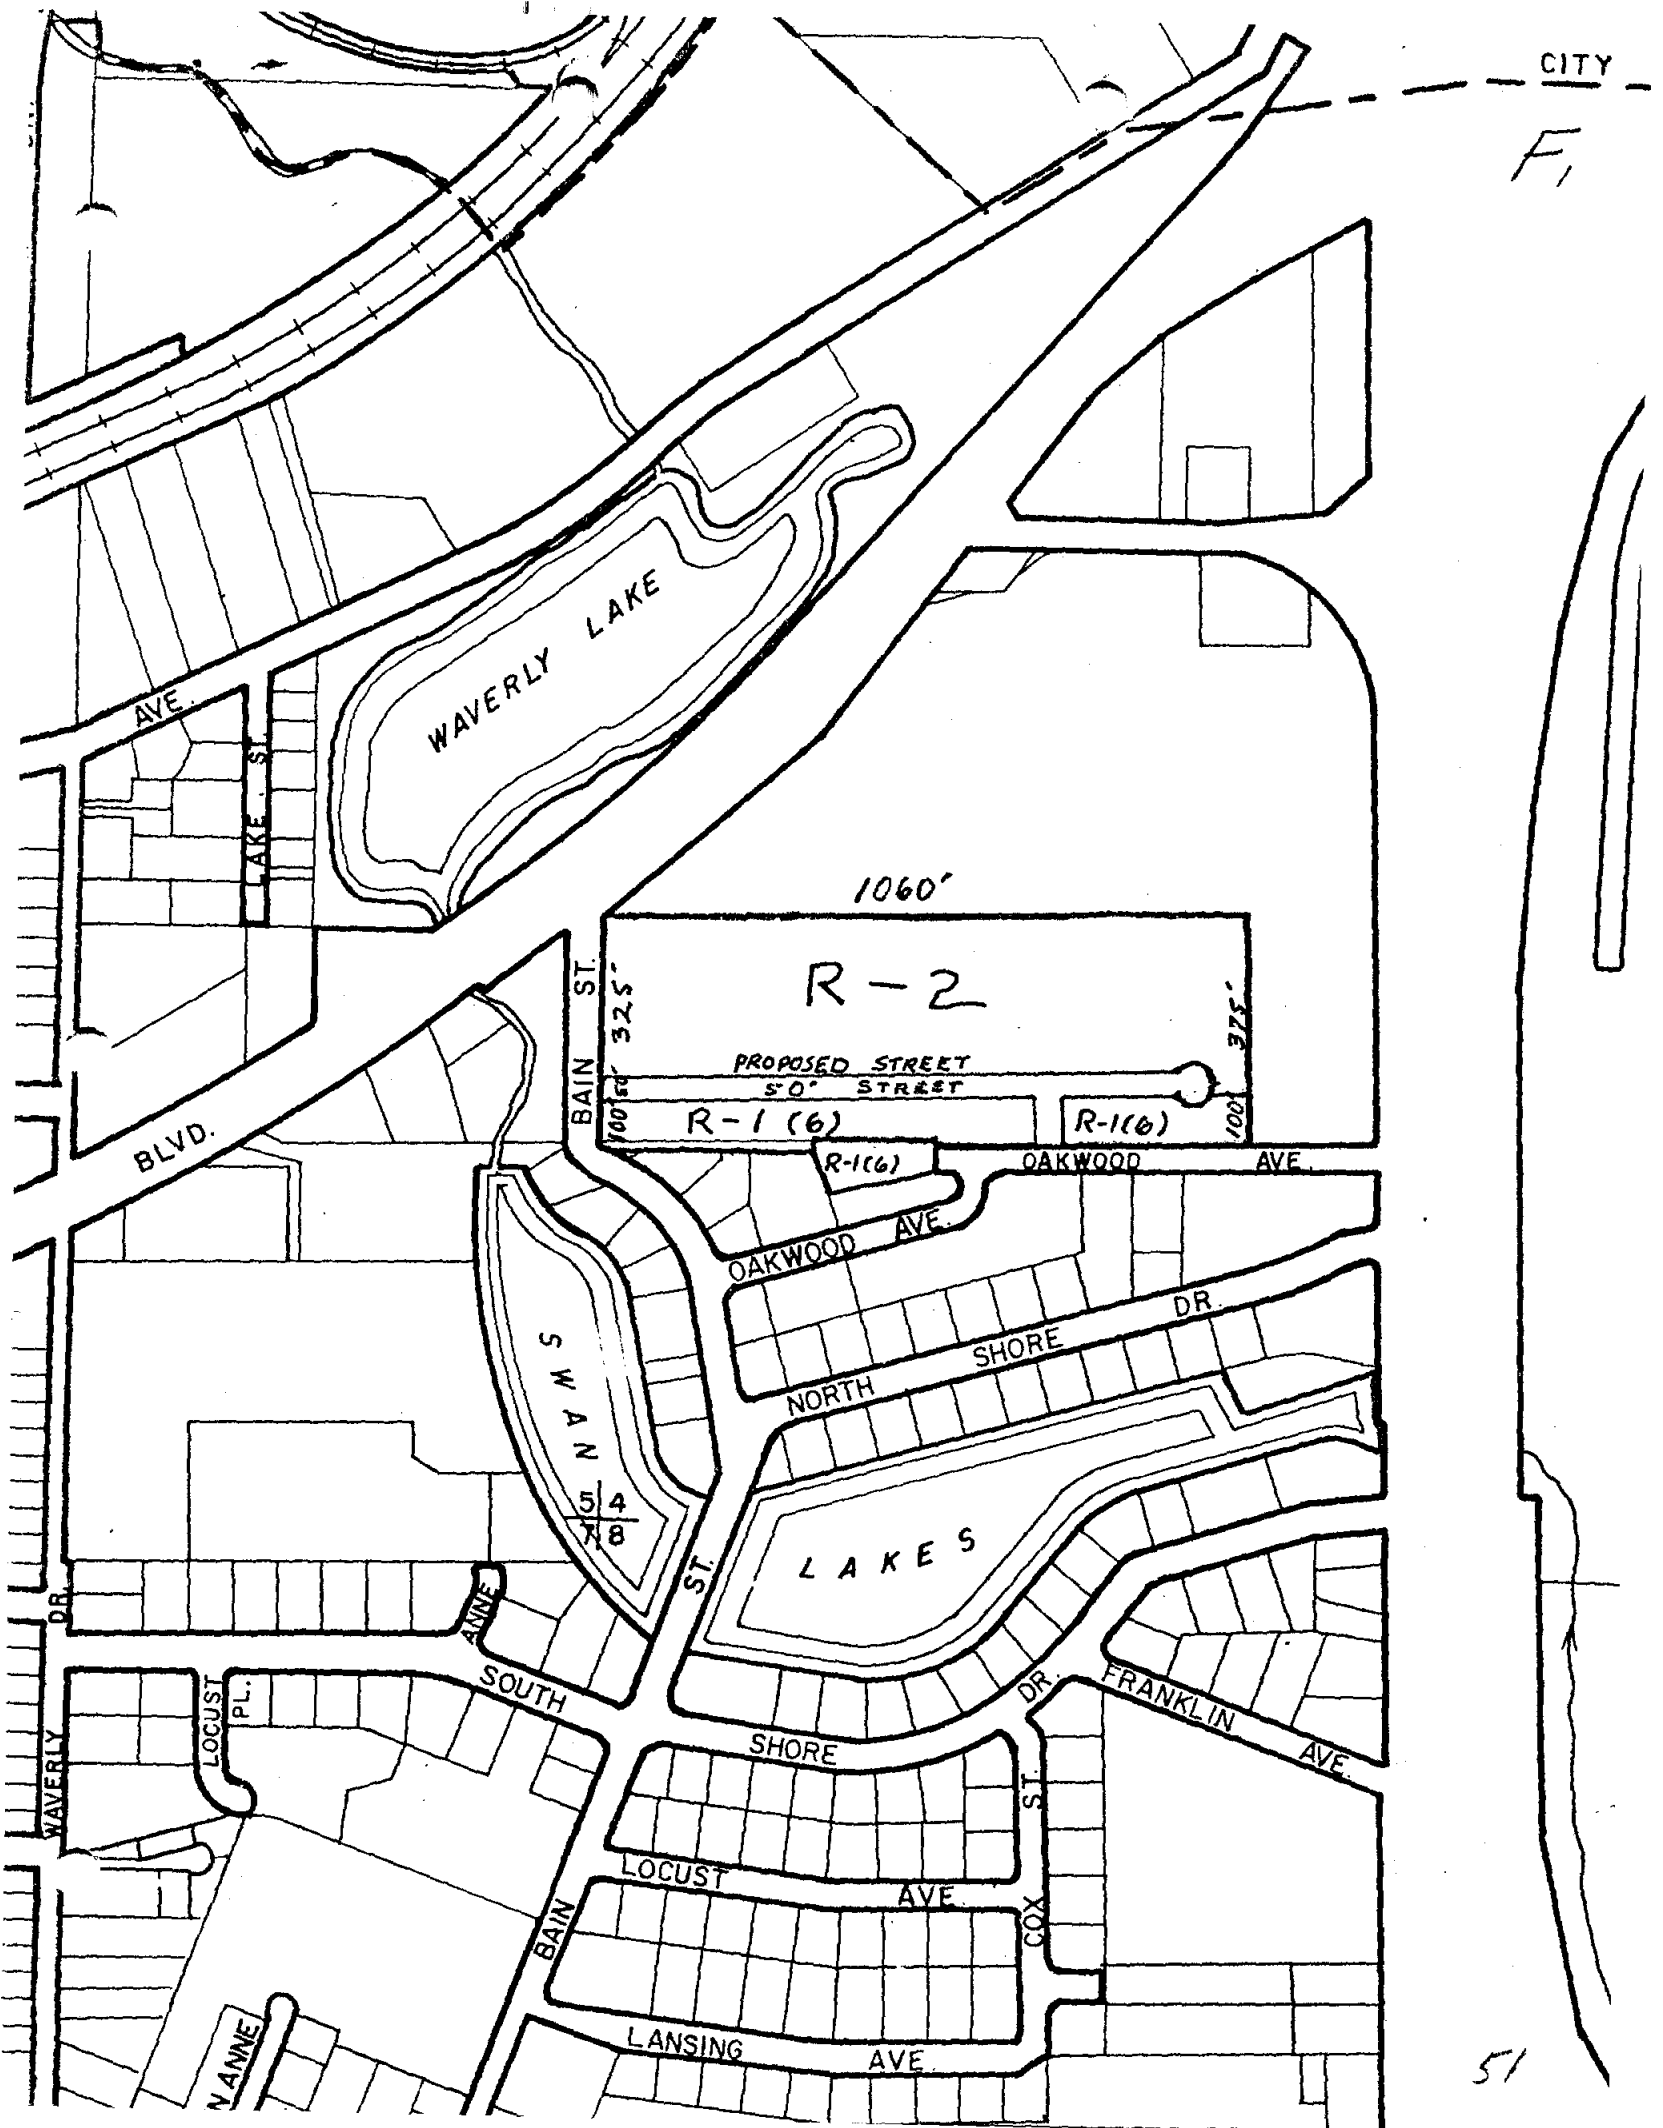 CITY
F,
WAVERLY LAKE
AVE.
LAKE ST.
1060'
R-2
BAIN ST.
325'
375'
PROPOSED STREET
50' STREET
50'
100'
R-1 (6)
R-1(6)
100'
R-1(6)
OAKWOOD AVE.
BLVD.
OAKWOOD AVE.
NORTH SHORE DR.
SWAN LAKES
5 4
7 8
ST.
DR.
ANNE
SOUTH SHORE DR.
FRANKLIN AVE.
LOCUST PL.
WAVERLY
ST.
LOCUST AVE.
COX
BAIN
LANSING AVE.
N ANNE
51